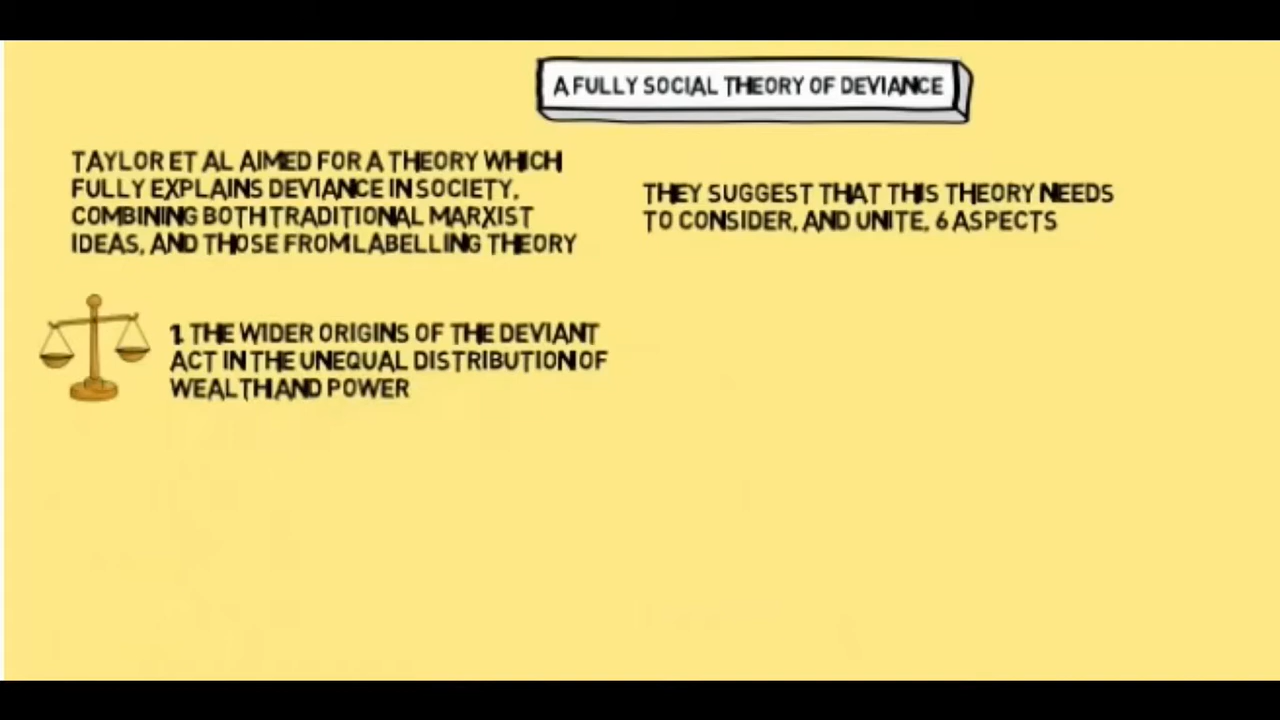 A FULLY SOCIAL THEORY OF DEVIANCE
TAYLOR ET AL AIMED FOR A THEORY WHICH
FULLY EXPLAINS DEVIANCE IN SOCIETY,
COMBINING BOTH TRADITIONAL MARXIST
IDEAS, AND THOSE FROM LABELLING THEORY
THEY SUGGEST THAT THIS THEORY NEEDS
TO CONSIDER, AND UNITE, 6 ASPECTS
1. THE WIDER ORIGINS OF THE DEVIANT
ACT IN THE UNEQUAL DISTRIBUTION OF
WEALTH AND POWER